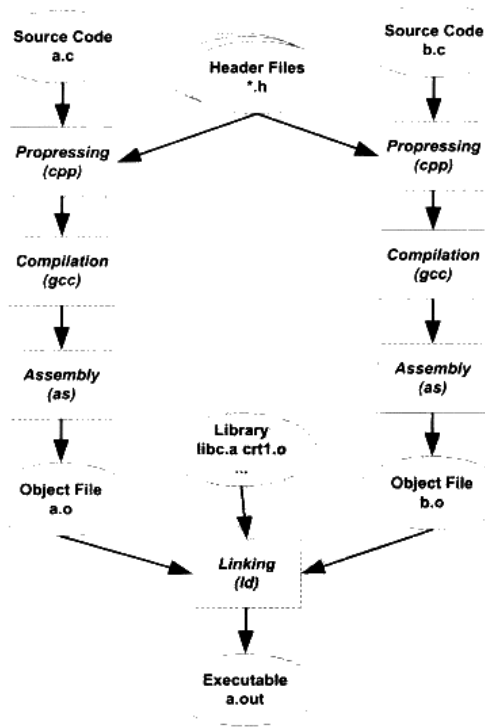 Source Code
a.c
Header Files
*.h
Source Code
b.c
Propressing
(cpp)
Propressing
(cpp)
Compilation
(gcc)
Compilation
(gcc)
Assembly
(as)
Assembly
(as)
Library
libc.a crt1.o
...
Object File
a.o
Object File
b.o
Linking
(ld)
Executable
a.out